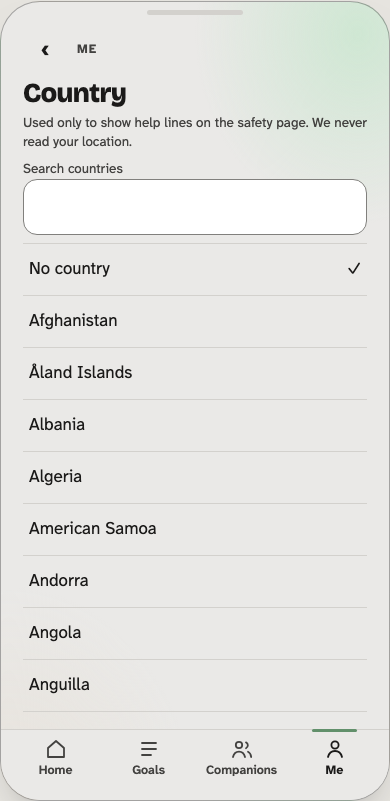 ME
Country
Used only to show help lines on the safety page. We never
read your location.
Search countries
No country
Afghanistan
Åland Islands
Albania
Algeria
American Samoa
Andorra
Angola
Anguilla
Home
Goals
Companions
Me